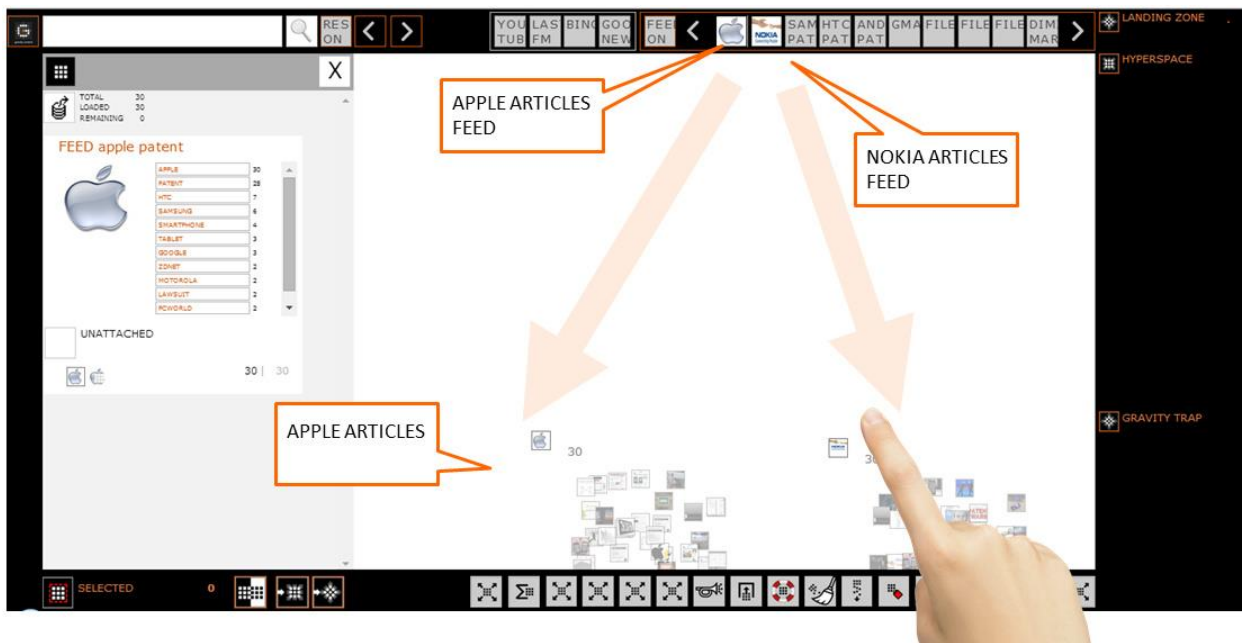 RES
ON
YOU
TUB
LAS
FM
BING
GOO
NEW
FEE
ON
NOKIA
SAM
PAT
HTC
PAT
AND
PAT
GMA
FILE
FILE
FILE
DIM
MAR
LANDING ZONE
HYPERSPACE
X
TOTAL 30
LOADED 30
REMAINING 0
FEED apple patent
APPLE 30
PATENT 28
HTC 7
SAMSUNG 6
SMARTPHONE 4
TABLET 3
GOOGLE 3
ZDNET 2
MOTOROLA 2
LAWSUIT 2
PCWORLD 2
UNATTACHED
30 | 30
APPLE ARTICLES
FEED
NOKIA ARTICLES
FEED
APPLE ARTICLES
30
30
GRAVITY TRAP
SELECTED 0